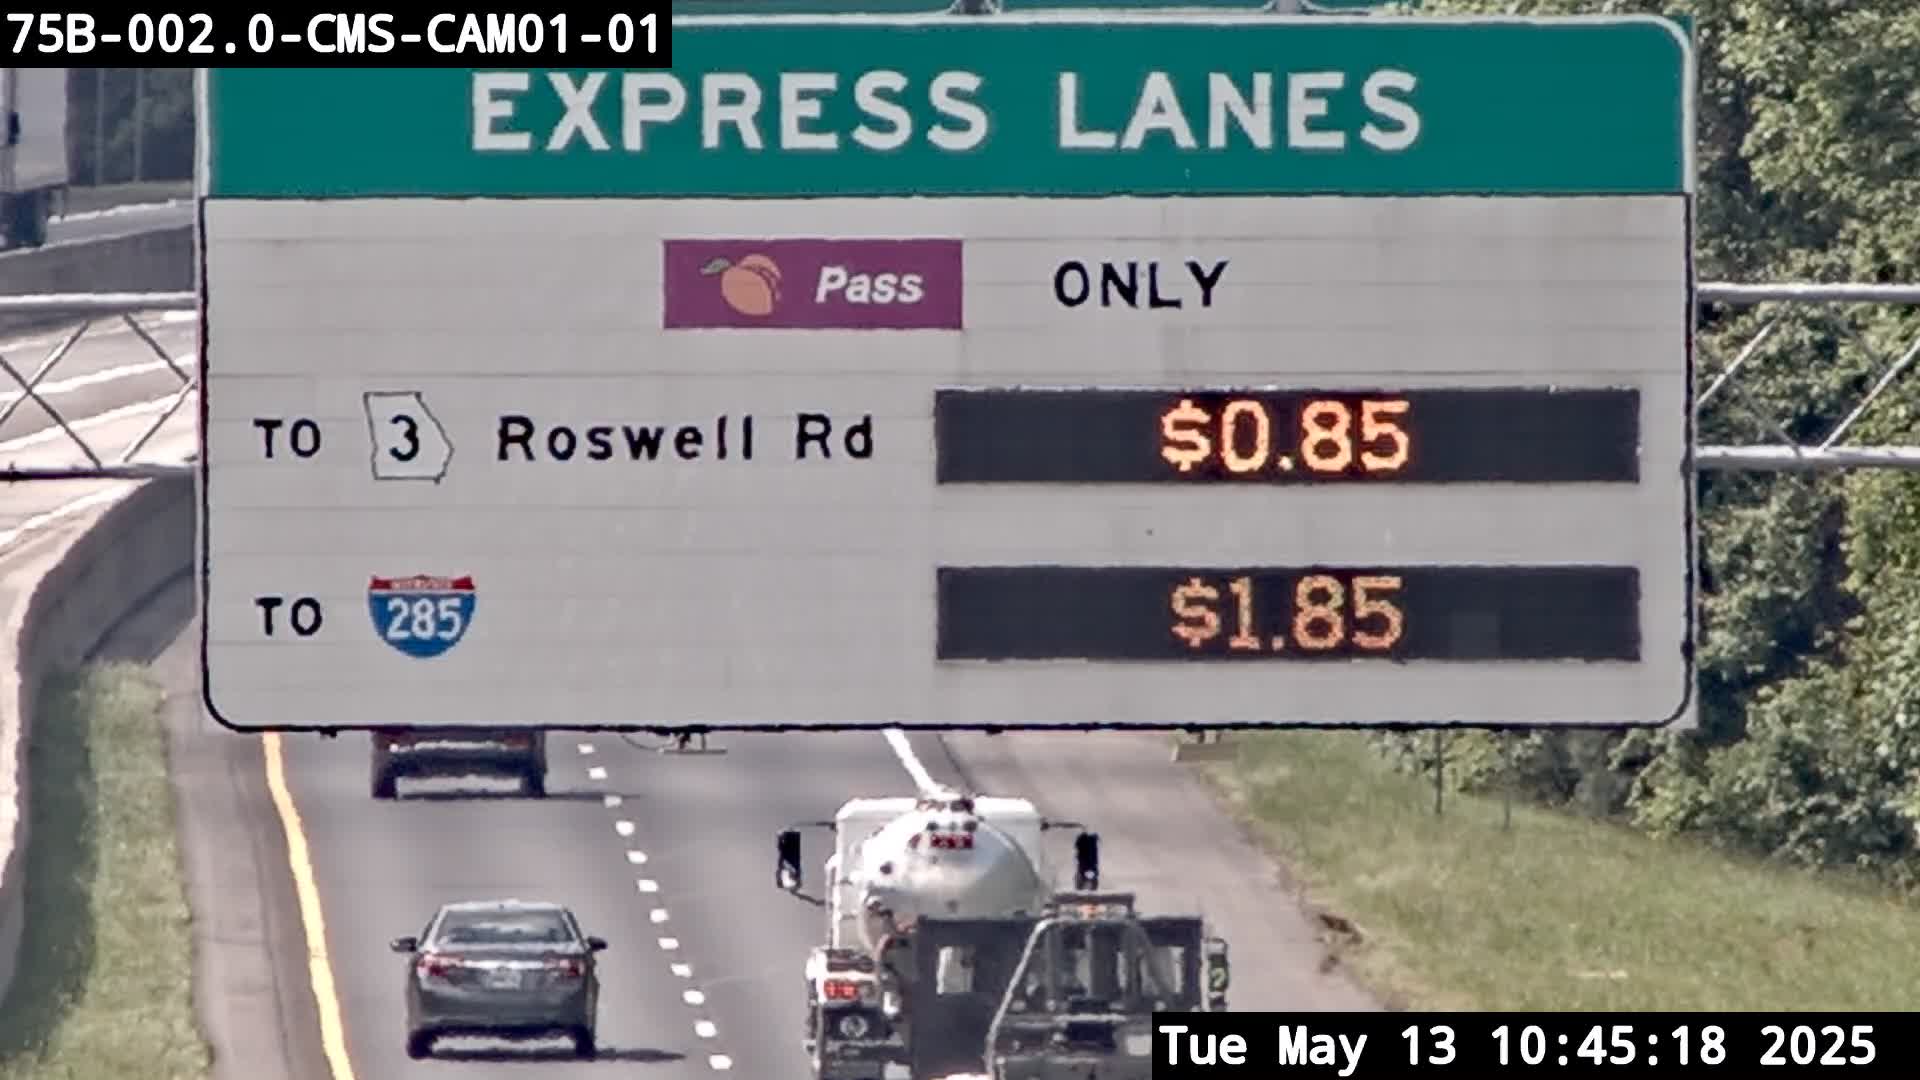 75B-002.0-CMS-CAM01-01
EXPRESS LANES
Pass ONLY
TO 3 Roswell Rd $0.85
TO 285 $1.85
Tue May 13 10:45:18 2025